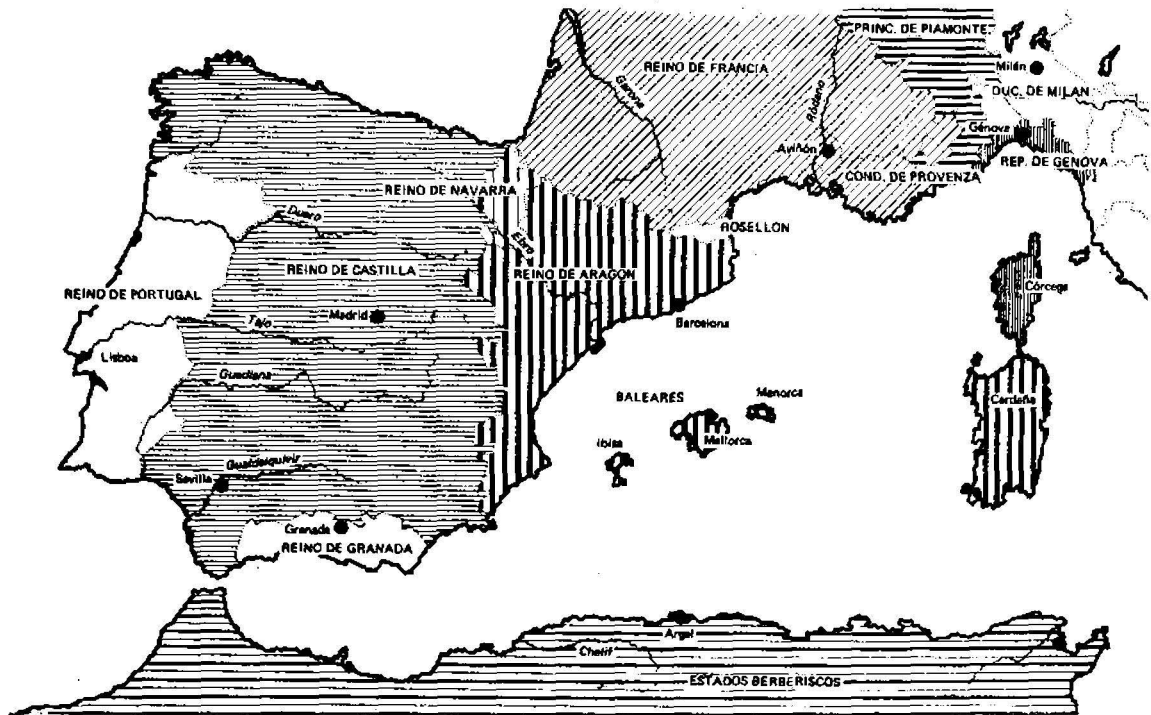 PRINC. DE PIAMONTE
REINO DE FRANCIA
Milán
Garona
Ródano
DUC. DE MILAN
Génova
Aviñón
REP. DE GENOVA
COND. DE PROVENZA
REINO DE NAVARRA
Duero
ROSELLON
Ebro
REINO DE CASTILLA
REINO DE ARAGON
REINO DE PORTUGAL
Córcega
Madrid
Tajo
Barcelona
Lisboa
Guadiana
BALEARES
Menorca
Cerdeña
Ibisa
Mallorca
Guadalquivir
Sevilla
Granada
REINO DE GRANADA
Argel
Chelif
ESTADOS BERBERISCOS